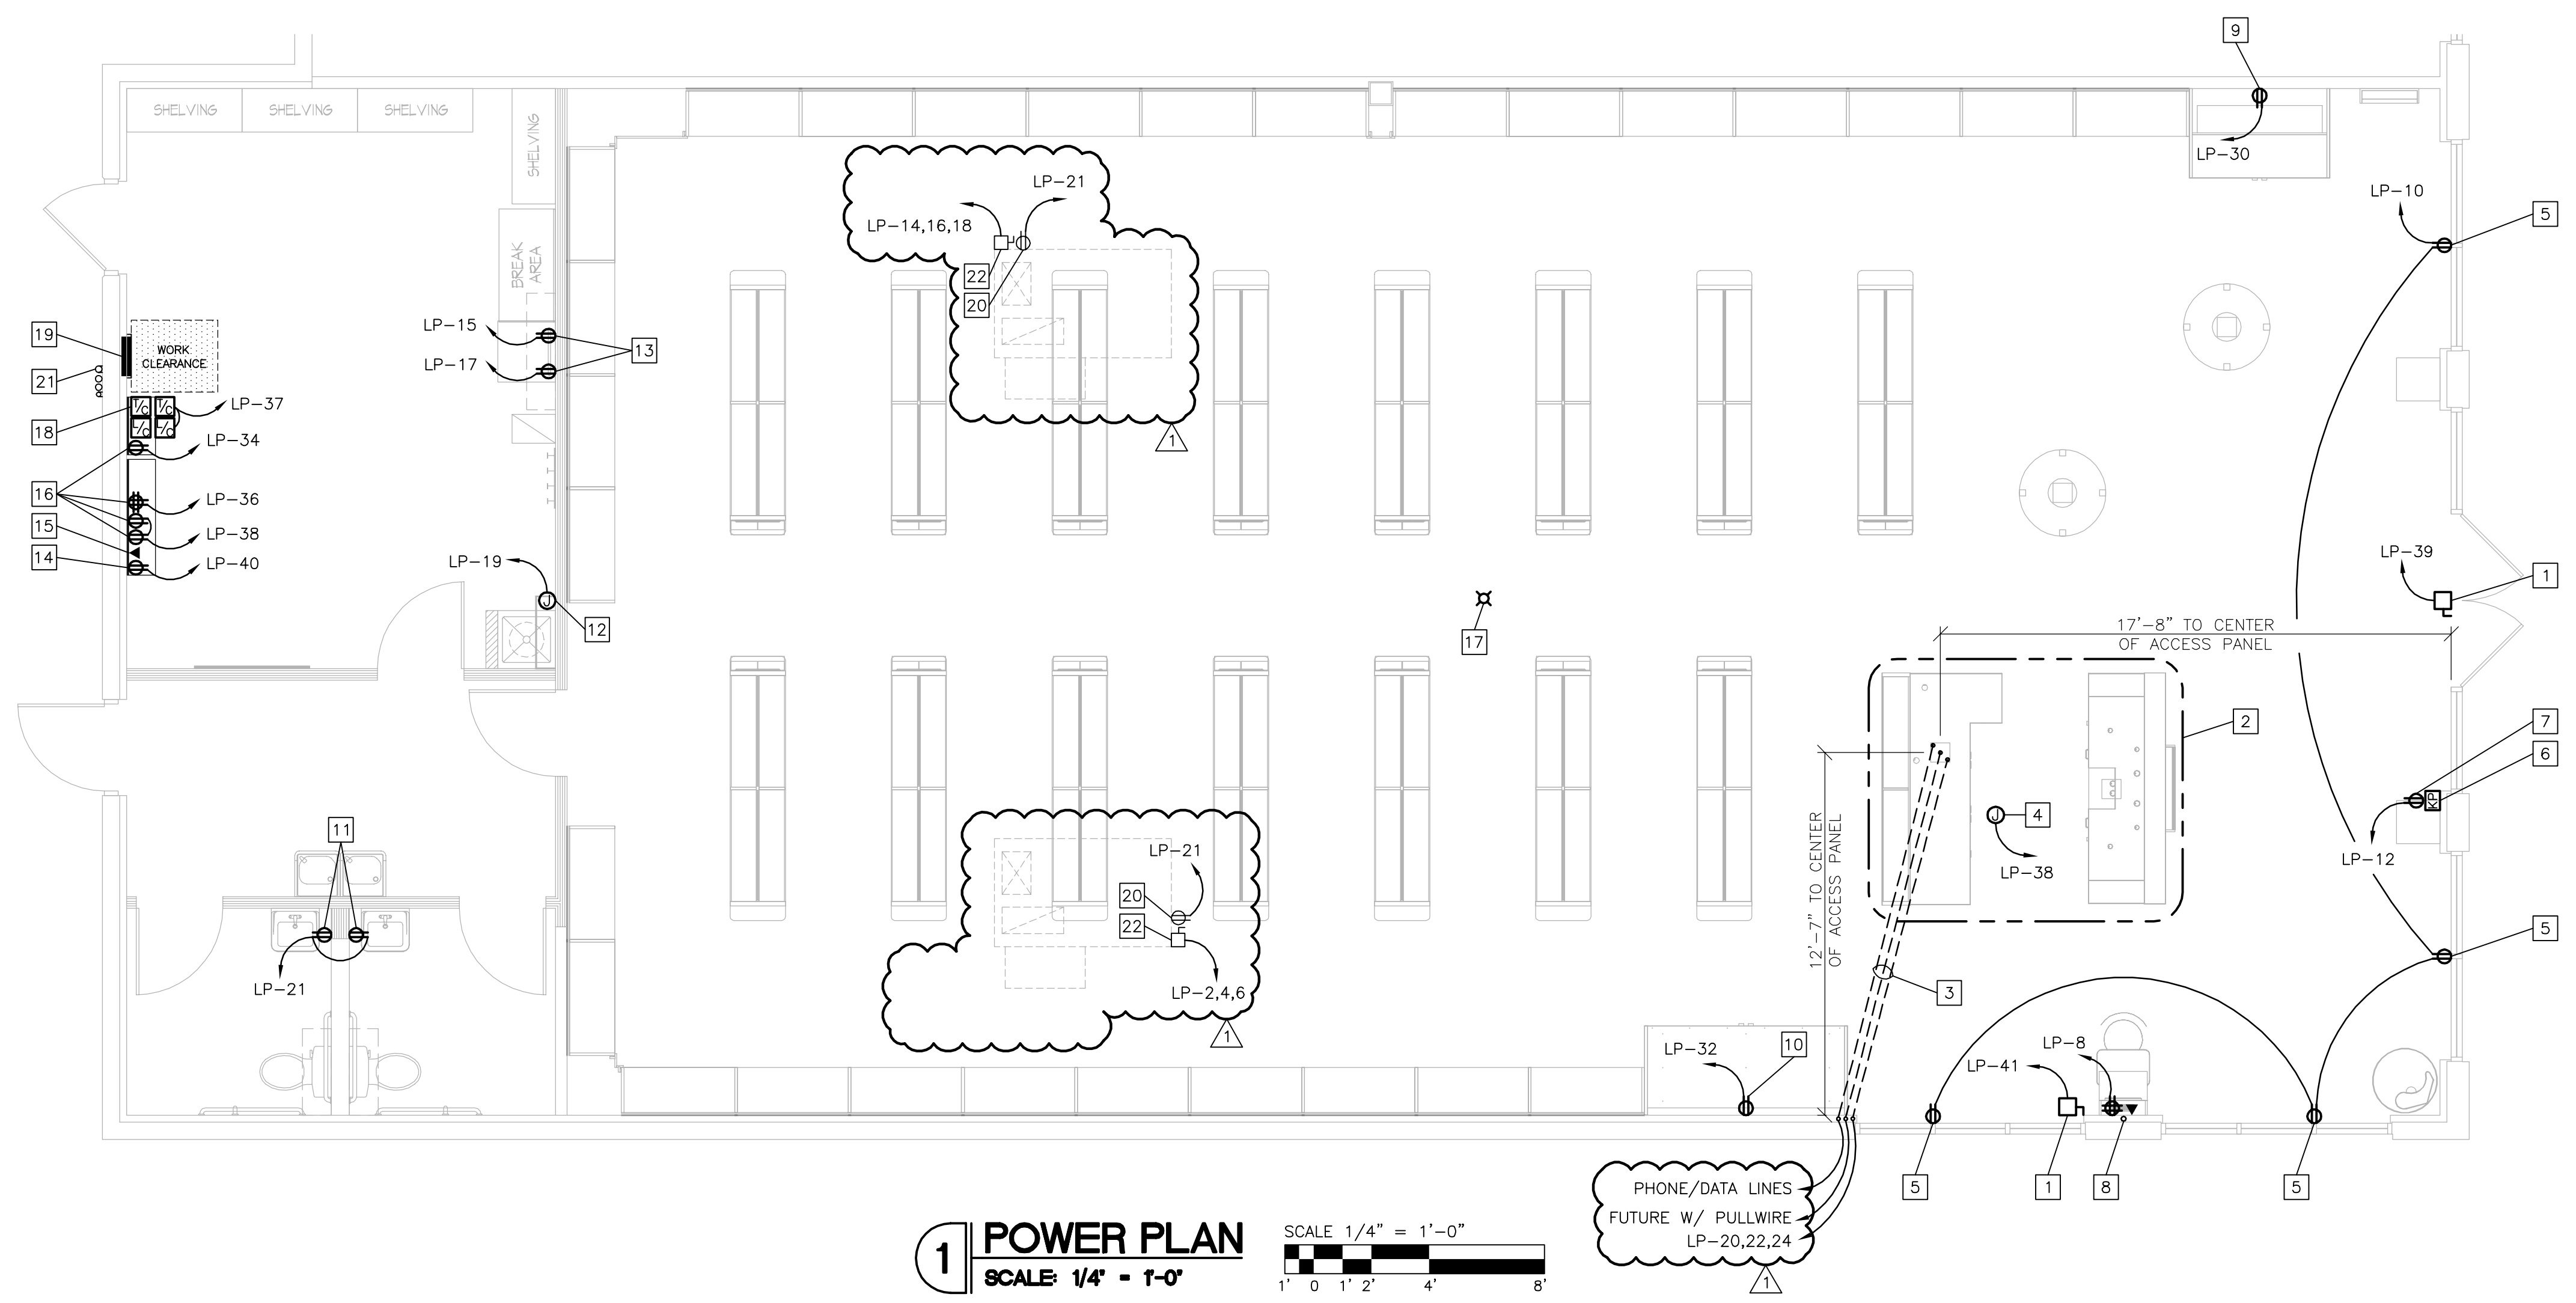 9
SHELVING
SHELVING
SHELVING
SHELVING
LP-30
LP-10
5
LP-21
LP-14,16,18
22
20
1
BREAK
AREA
19
WORK
CLEARANCE
21
LP-15
LP-17
13
T/C
T/C
L/C
L/C
LP-37
18
LP-34
16
LP-36
15
LP-38
14
LP-40
LP-19
J
12
17
LP-39
1
17'-8" TO CENTER
OF ACCESS PANEL
2
7
6
KP
J
4
LP-38
LP-12
12'-7" TO CENTER
OF ACCESS PANEL
11
LP-21
LP-21
20
22
LP-2,4,6
1
3
5
LP-32
10
LP-41
LP-8
5
1
8
5
PHONE/DATA LINES
FUTURE W/ PULLWIRE
LP-20,22,24
1
1
POWER PLAN
SCALE: 1/4" = 1'-0"
SCALE 1/4" = 1'-0"
1' 0 1' 2' 4' 8'